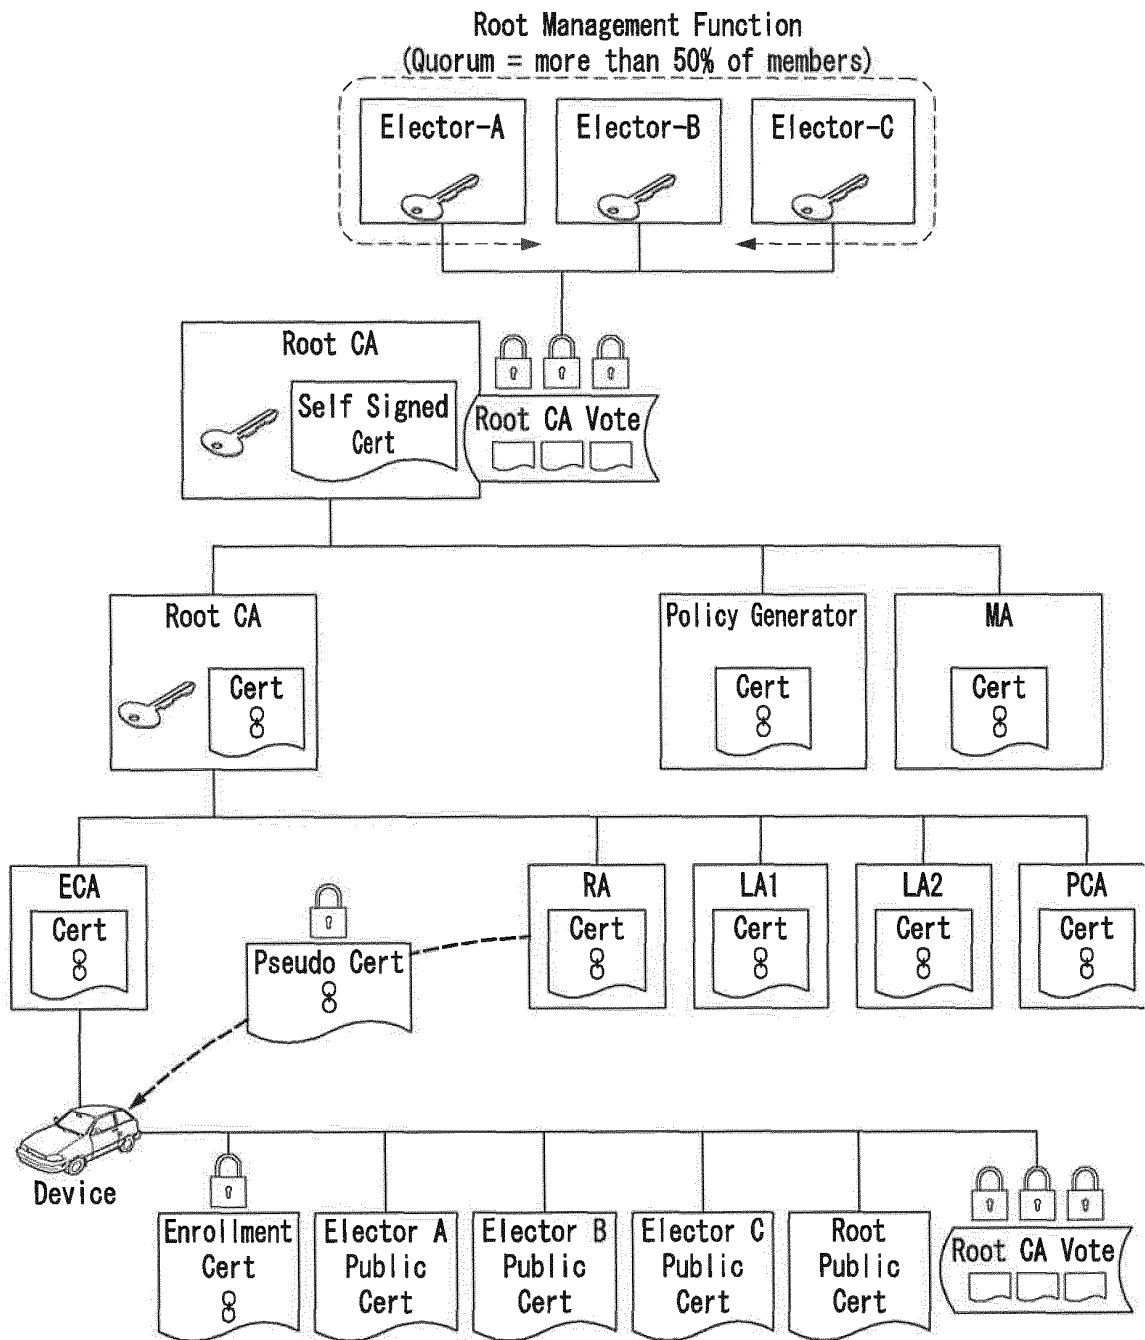 Root Management Function
(Quorum = more than 50% of members)
Elector-A
Elector-B
Elector-C
Root CA
Self Signed
Cert
Root CA Vote
Root CA
Cert
Policy Generator
Cert
MA
Cert
ECA
Cert
Pseudo Cert
RA
Cert
LA1
Cert
LA2
Cert
PCA
Cert
Device
Enrollment
Cert
Elector A
Public
Cert
Elector B
Public
Cert
Elector C
Public
Cert
Root
Public
Cert
Root CA Vote